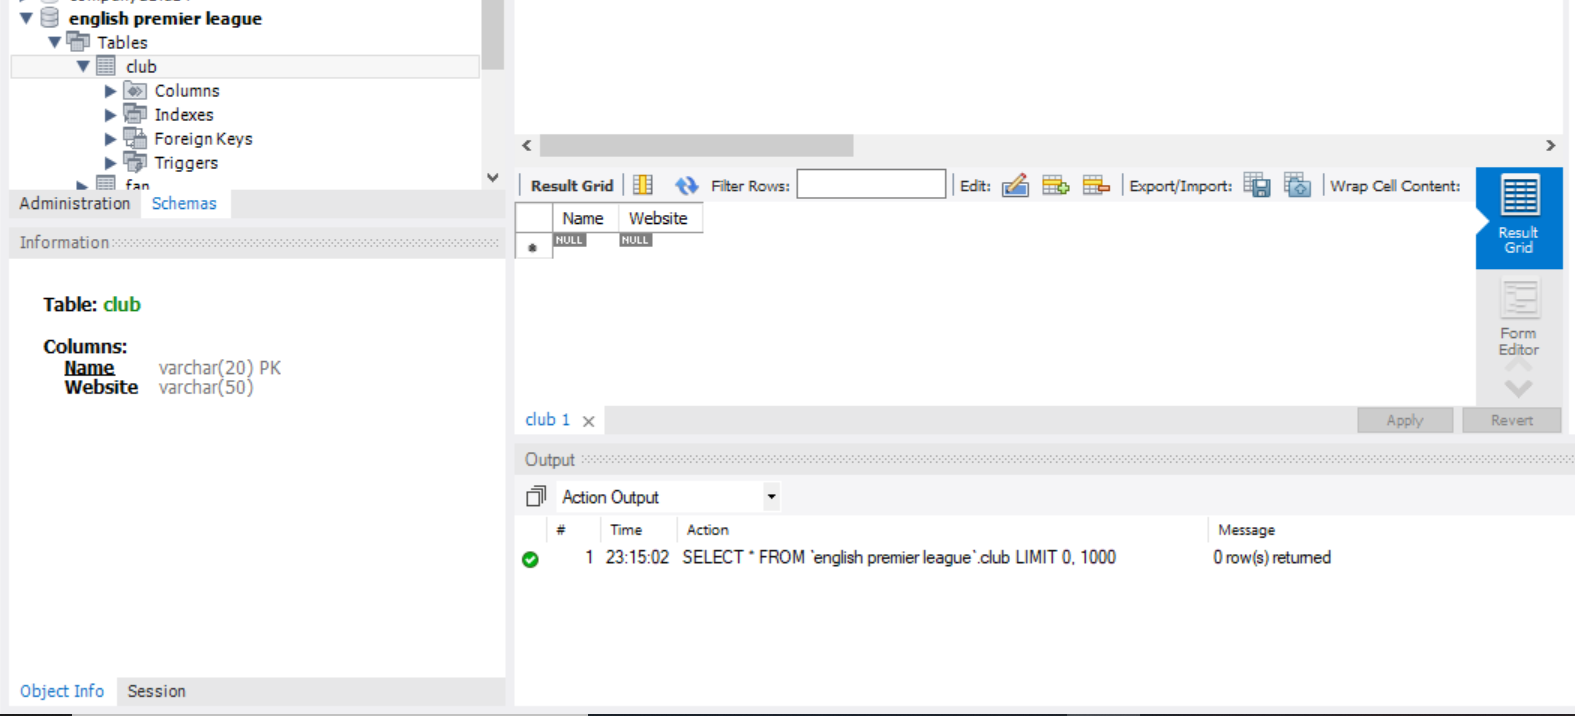 english premier league
Tables
club
Columns
Indexes
Foreign Keys
Triggers
fan
Administration Schemas
Information
Table: club
Columns:
Name varchar(20) PK
Website varchar(50)
Object Info Session
Result Grid Filter Rows: Edit: Export/Import: Wrap Cell Content:
Name Website
NULL NULL
Result
Grid
Form
Editor
club 1
Apply Revert
Output
Action Output
# Time Action Message
1 23:15:02 SELECT * FROM `english premier league`.club LIMIT 0, 1000 0 row(s) returned